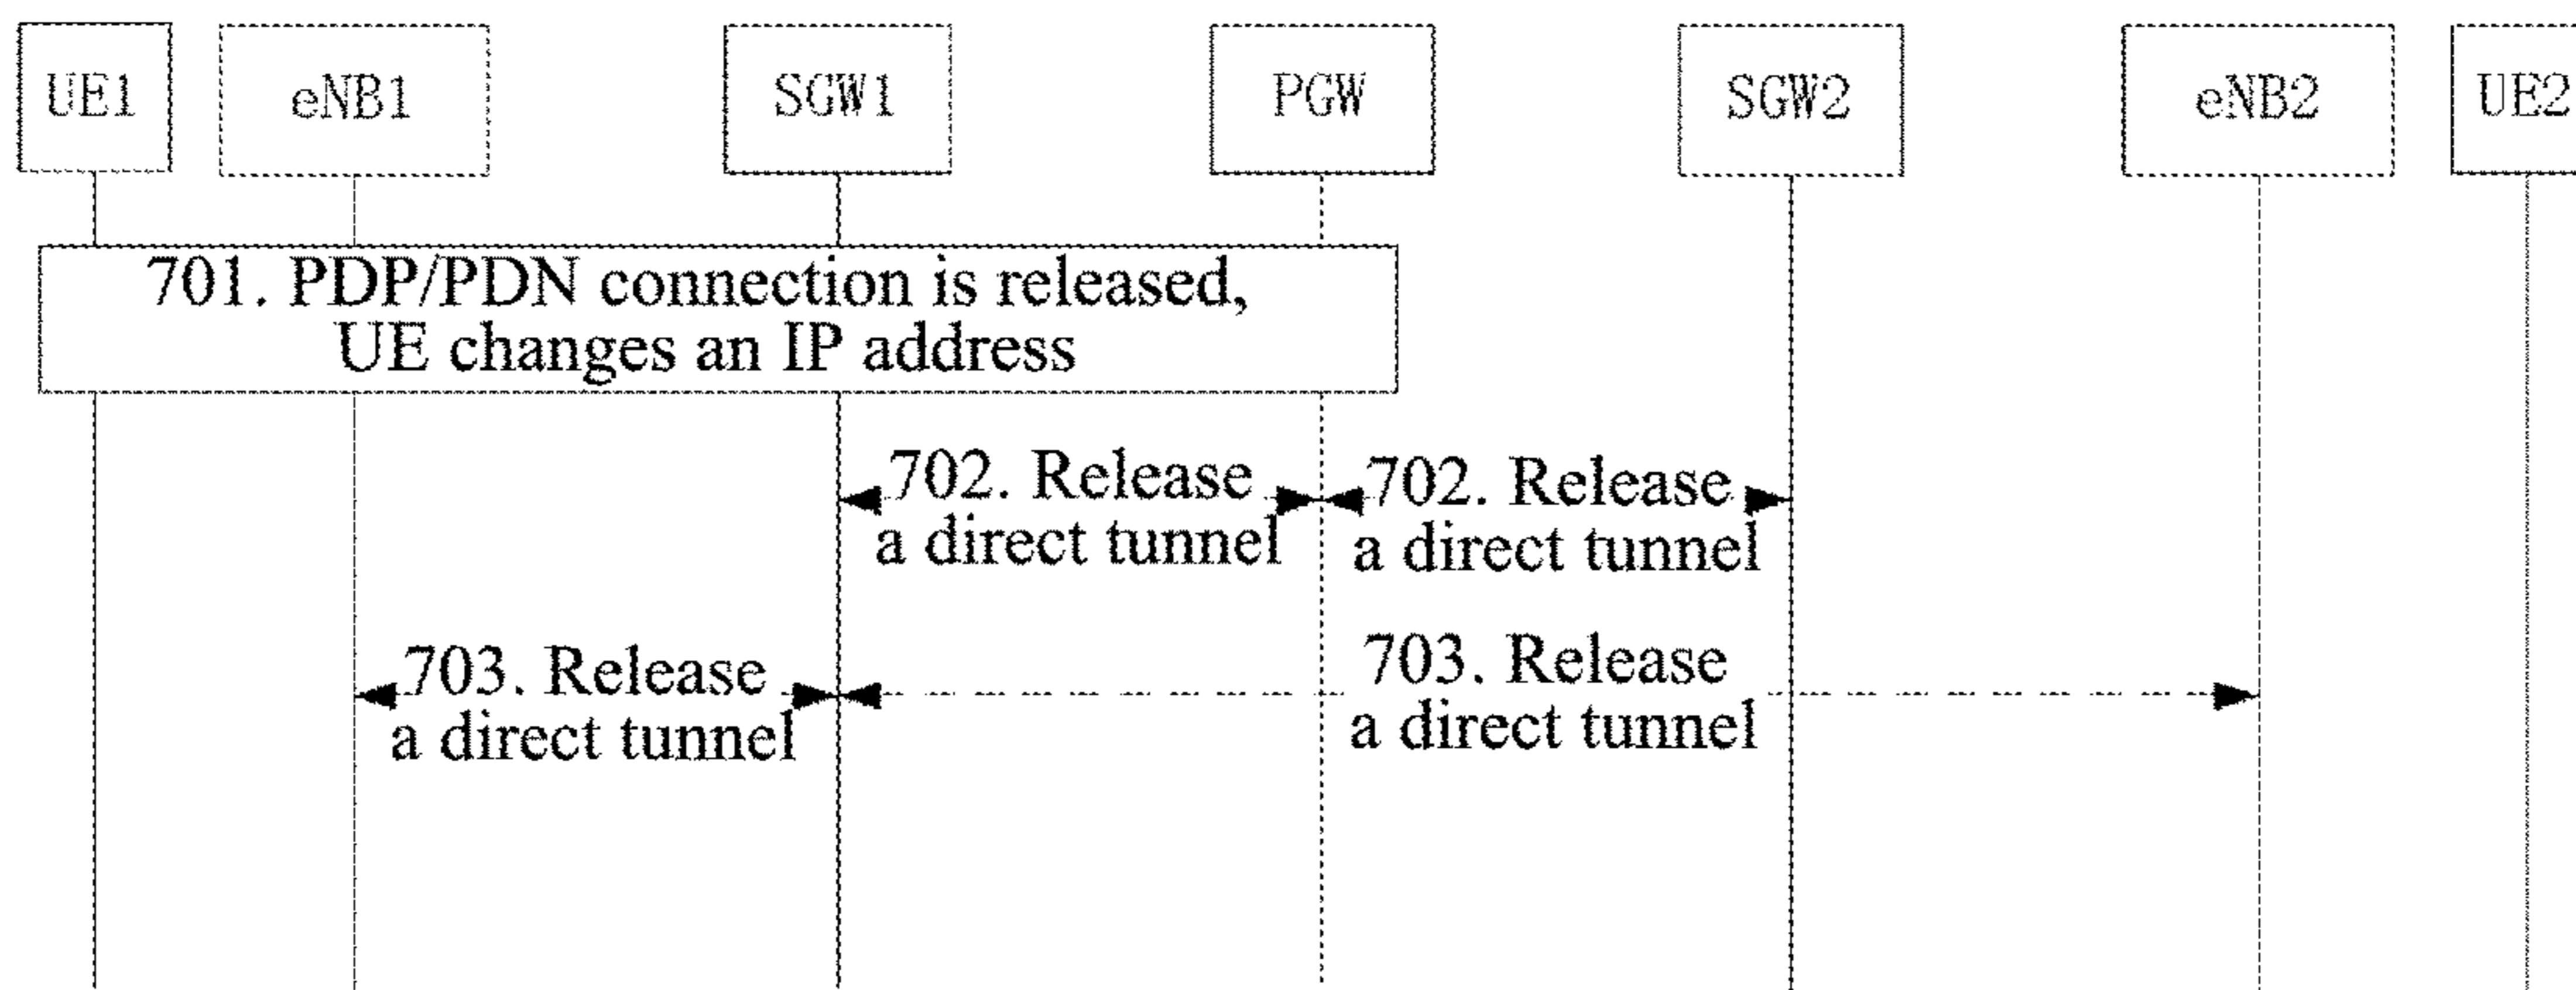 UE1
eNB1
SGW1
PGW
SGW2
eNB2
UE2
701. PDP/PDN connection is released,
UE changes an IP address
702. Release
a direct tunnel
702. Release
a direct tunnel
703. Release
a direct tunnel
703. Release
a direct tunnel